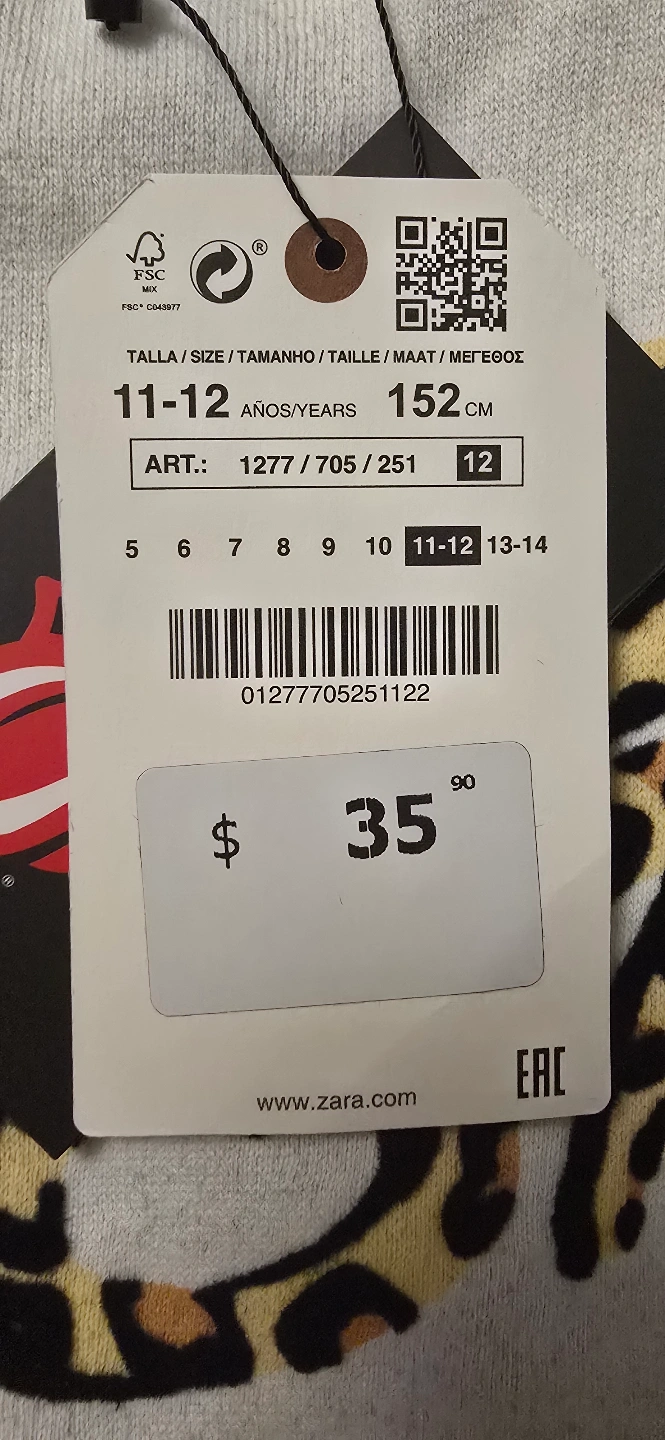 FSC
MIX
FSC® C043977
®
TALLA / SIZE / TAMANHO / TAILLE / MAAT / ΜΕΓΕΘΟΣ
11-12 AÑOS/YEARS 152 CM
ART.: 1277 / 705 / 251 12
5 6 7 8 9 10 11-12 13-14
01277705251122
$ 35 90
®
www.zara.com
EAC